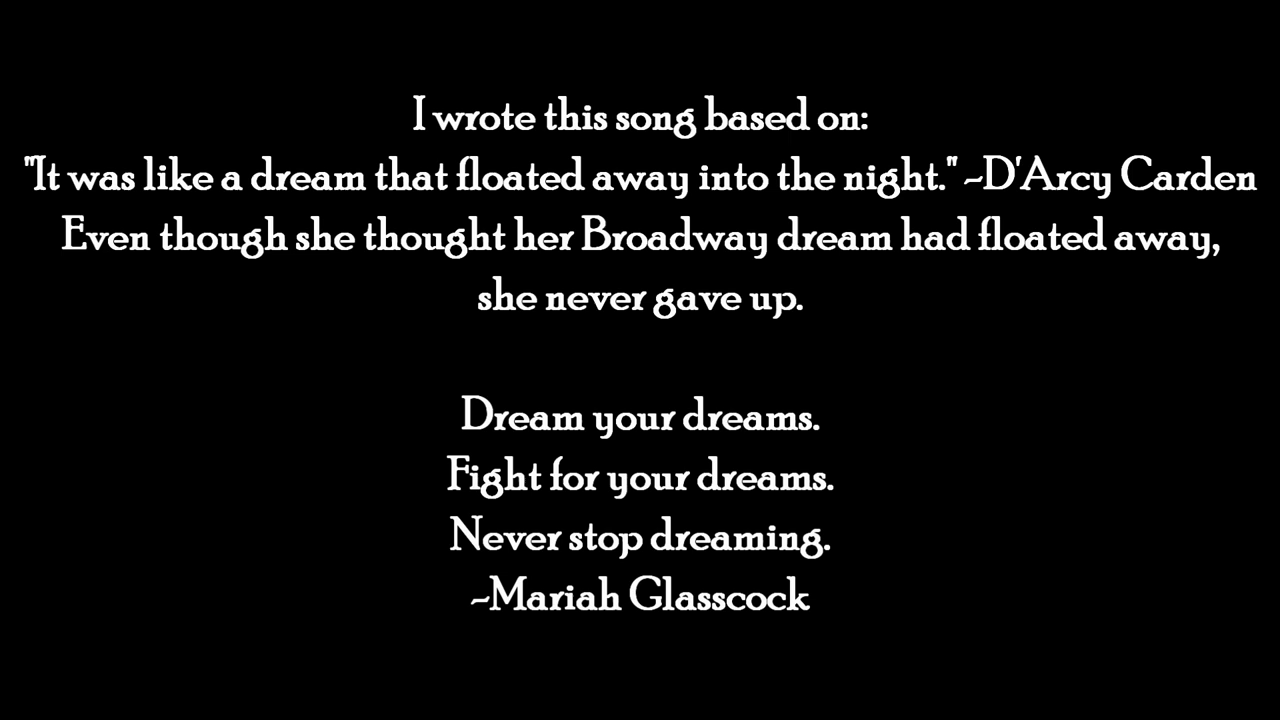 I wrote this song based on:
"It was like a dream that floated away into the night." ~D'Arcy Carden
Even though she thought her Broadway dream had floated away,
she never gave up.
Dream your dreams.
Fight for your dreams.
Never stop dreaming.
~Mariah Glasscock